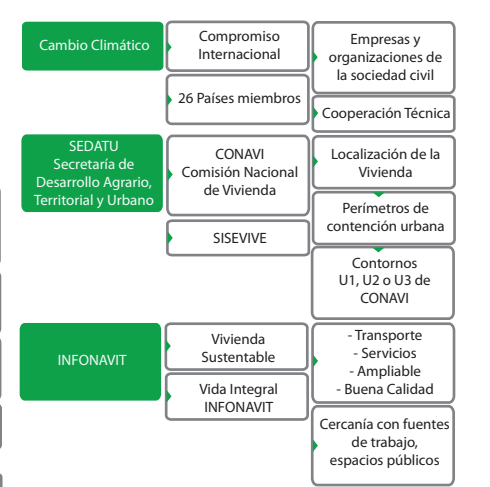 Cambio Climático
Compromiso
Internacional
Empresas y
organizaciones de
la sociedad civil
26 Países miembros
Cooperación Técnica
SEDATU
Secretaría de
Desarrollo Agrario,
Territorial y Urbano
CONAVI
Comisión Nacional
de Vivienda
Localización de la
Vivienda
Perímetros de
contención urbana
SISEVIVE
Contornos
U1, U2 o U3 de
CONAVI
INFONAVIT
Vivienda
Sustentable
- Transporte
- Servicios
- Ampliable
- Buena Calidad
Vida Integral
INFONAVIT
Cercanía con fuentes
de trabajo,
espacios públicos